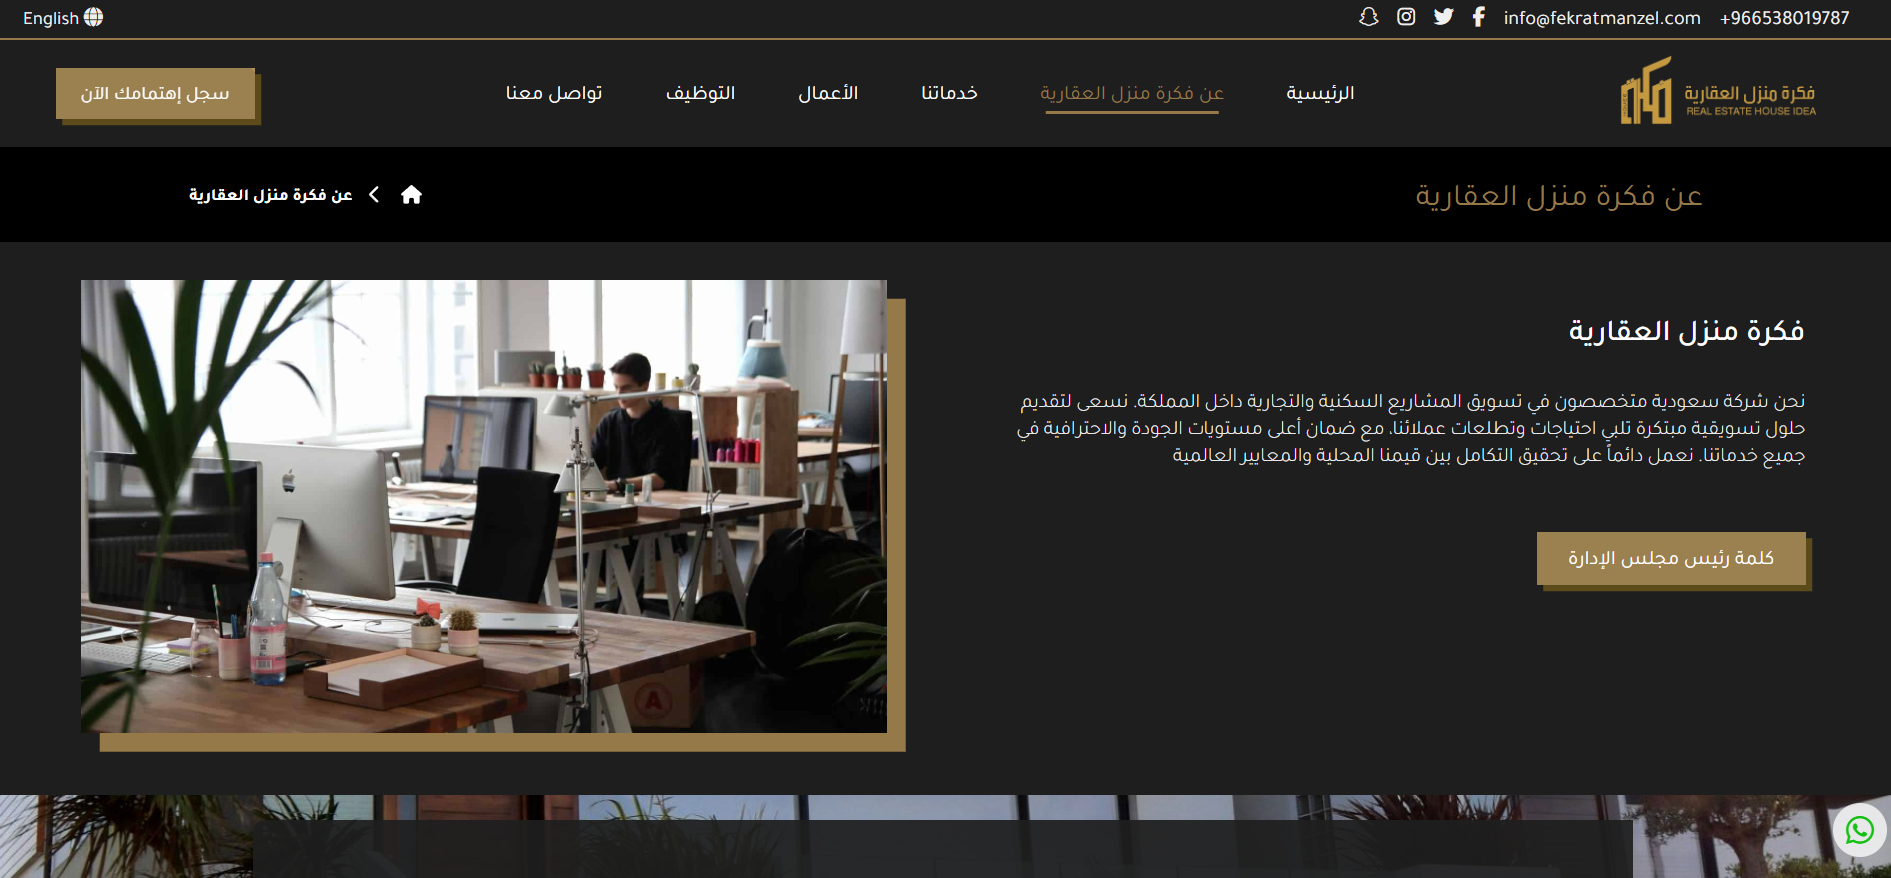 +966538019787 info@fekratmanzel.com English
فكرة منزل العقارية
REAL ESTATE HOUSE IDEA
الرئيسية عن فكرة منزل العقارية خدماتنا الأعمال التوظيف تواصل معنا سجل إهتمامك الآن
عن فكرة منزل العقارية
عن فكرة منزل العقارية
فكرة منزل العقارية
نحن شركة سعودية متخصصون في تسويق المشاريع السكنية والتجارية داخل المملكة. نسعى لتقديم
حلول تسويقية مبتكرة تلبي احتياجات وتطلعات عملائنا، مع ضمان أعلى مستويات الجودة والاحترافية في
جميع خدماتنا. نعمل دائماً على تحقيق التكامل بين قيمنا المحلية والمعايير العالمية
كلمة رئيس مجلس الإدارة
A